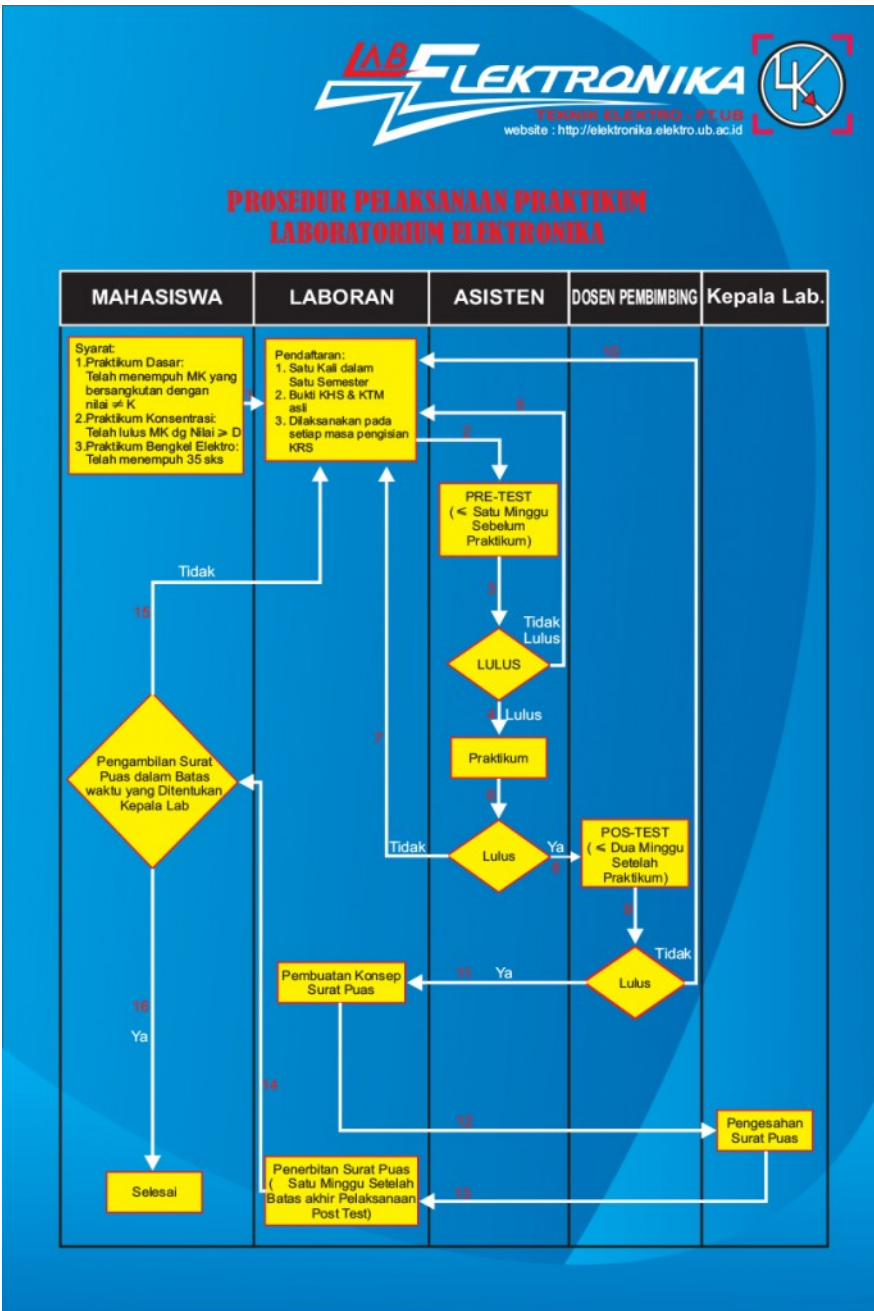 LAB ELEKTRONIKA
TEKNIK ELEKTRO - FT.UB
website : http://elektronika.elektro.ub.ac.id
PROSEDUR PELAKSANAAN PRAKTIKUM
LABORATORIUM ELEKTRONIKA
MAHASISWA
LABORAN
ASISTEN
DOSEN PEMBIMBING
Kepala Lab.
Syarat:
1.Praktikum Dasar:
Telah menempuh MK yang
bersangkutan dengan
nilai ≠ K
2.Praktikum Konsentrasi:
Telah lulus MK dg Nilai ≥ D
3.Praktikum Bengkel Elektro:
Telah menempuh 35 sks
Pendaftaran:
1. Satu Kali dalam
Satu Semester
2. Bukti KHS & KTM
asli
3. Dilaksanakan pada
setiap masa pengisian
KRS
10
2
PRE-TEST
(≤ Satu Minggu
Sebelum
Praktikum)
3
Tidak
Lulus
LULUS
Tidak
15
Lulus
Praktikum
7
Pengambilan Surat
Puas dalam Batas
waktu yang Ditentukan
Kepala Lab
Tidak
Lulus
Ya
POS-TEST
( ≤ Dua Minggu
Setelah
Praktikum)
Tidak
Lulus
11
Ya
Pembuatan Konsep
Surat Puas
16
Ya
14
12
Pengesahan
Surat Puas
Selesai
Penerbitan Surat Puas
( Satu Minggu Setelah
Batas akhir Pelaksanaan
Post Test)
13